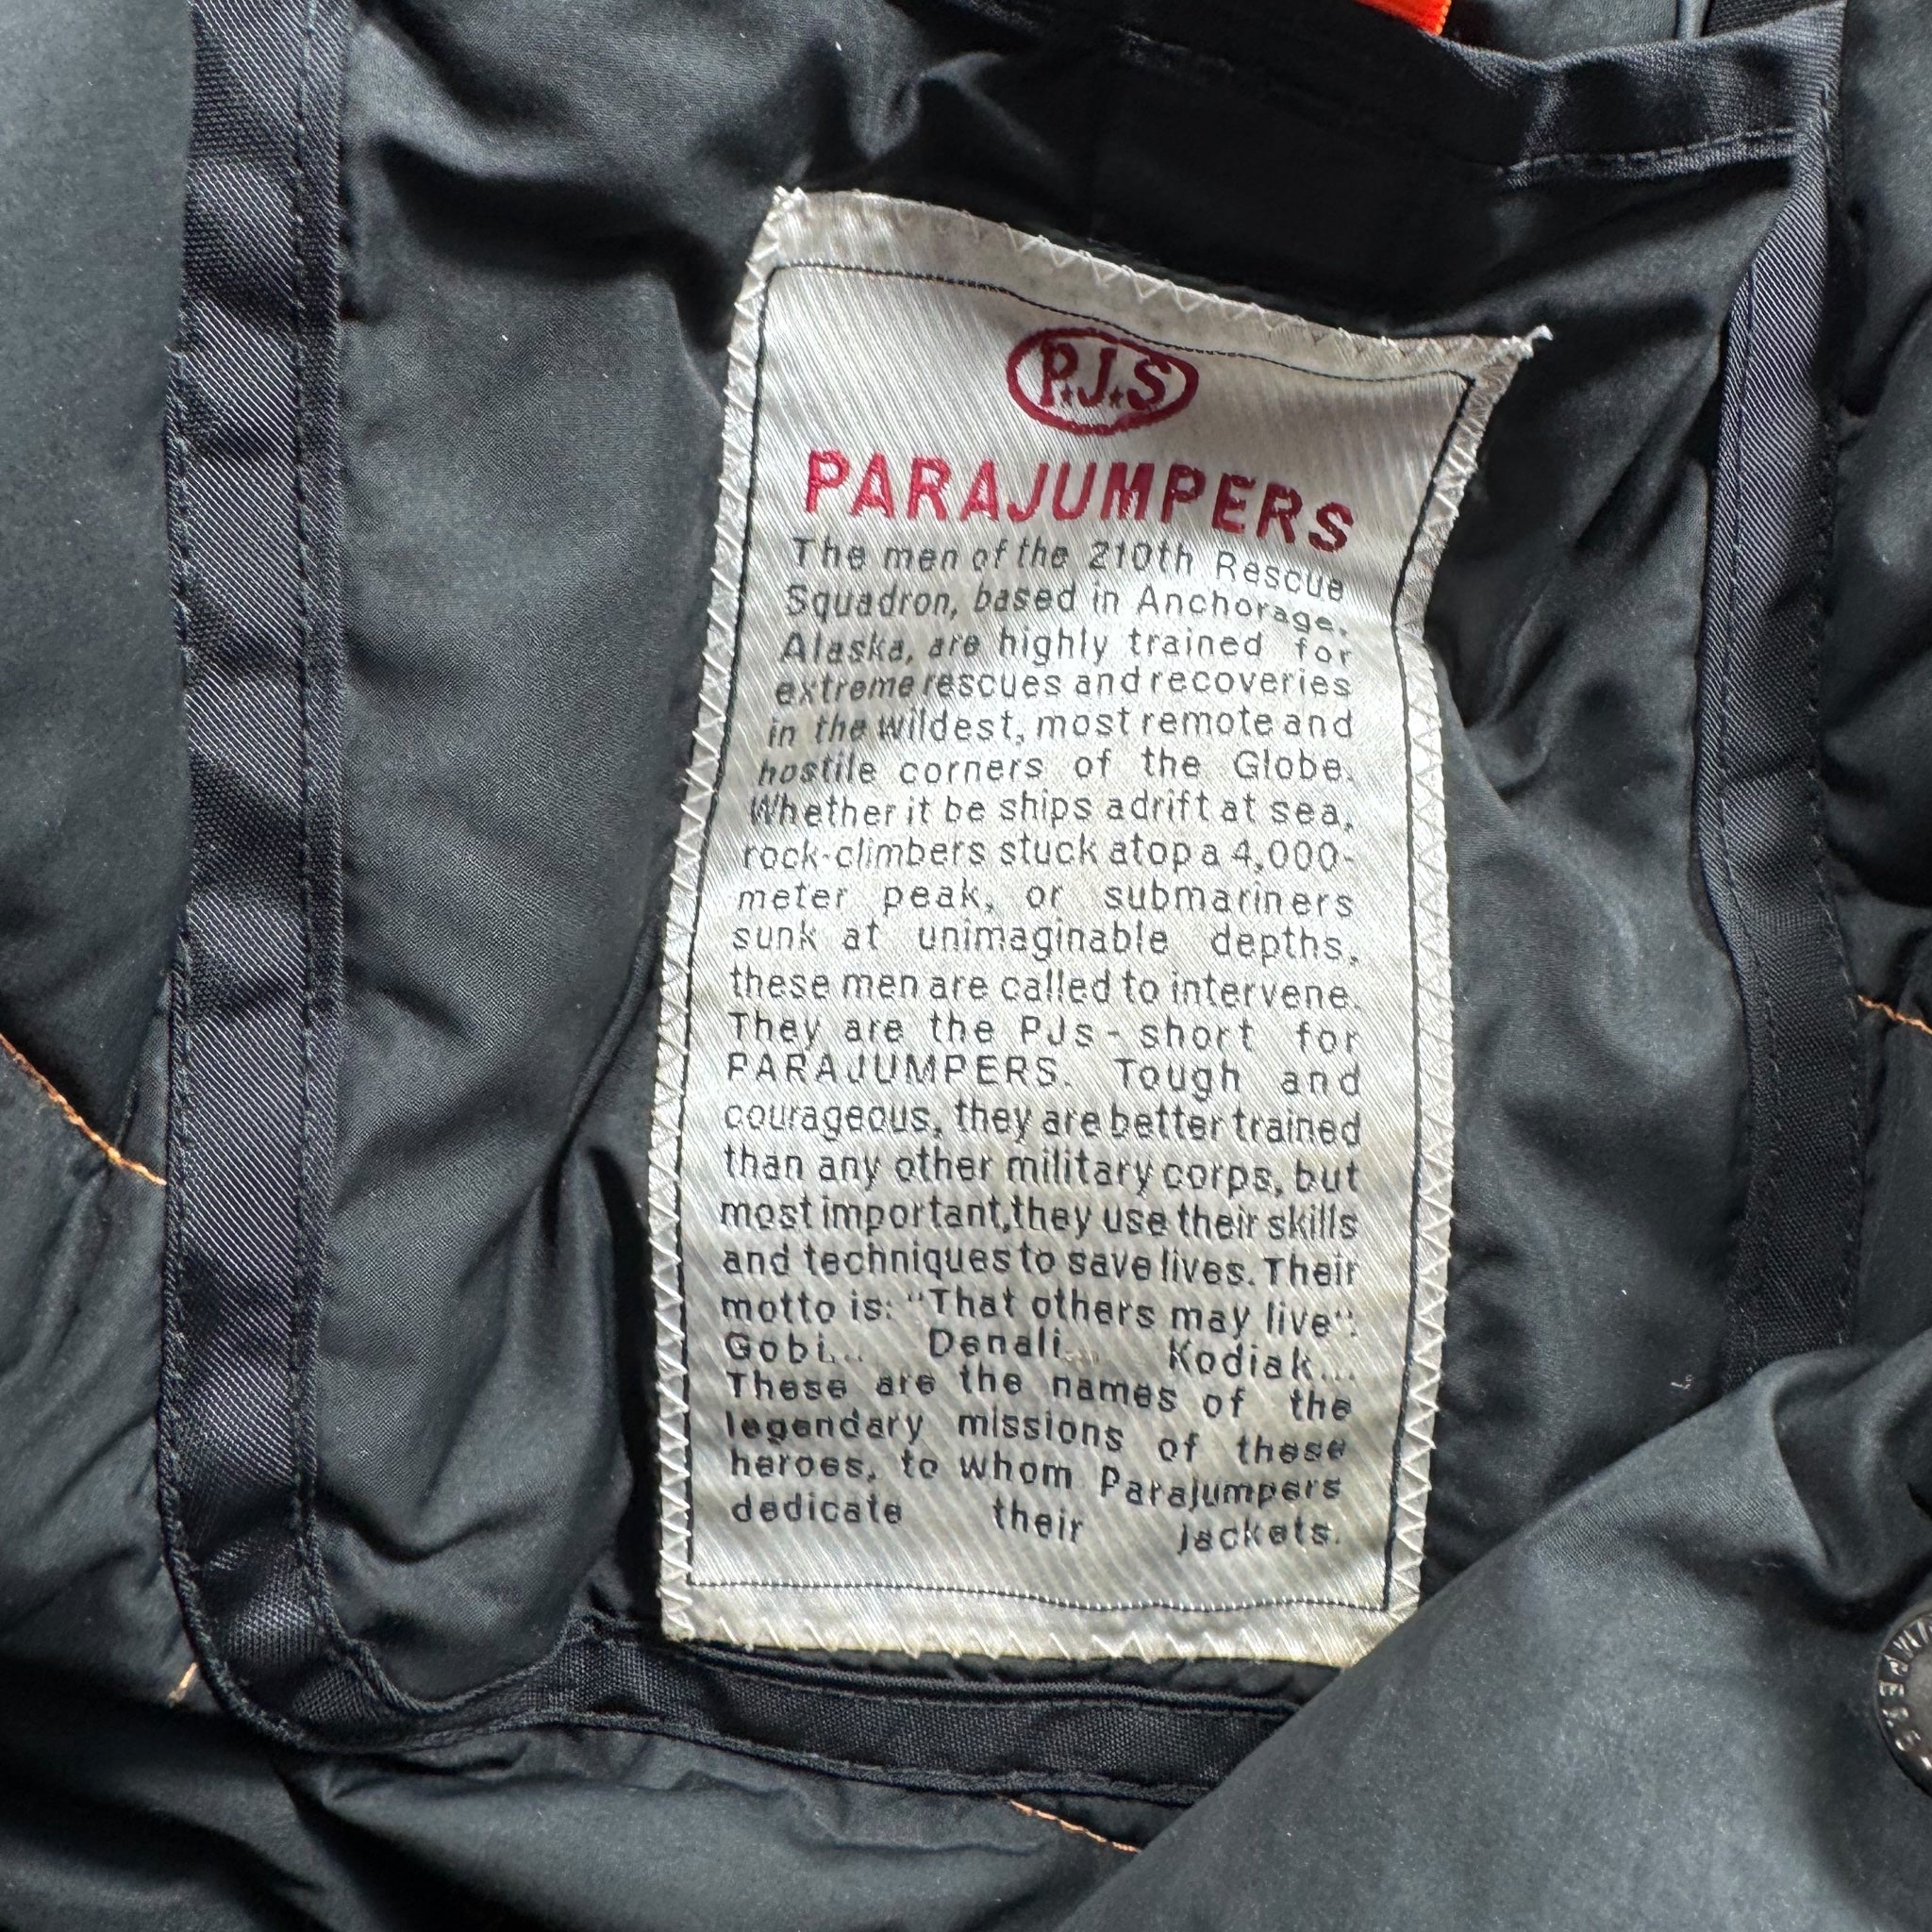 P.J.S
PARAJUMPERS
The men of the 210th Rescue
Squadron, based in Anchorage,
Alaska, are highly trained for
extreme rescues and recoveries
in the wildest, most remote and
hostile corners of the Globe.
Whether it be ships adrift at sea,
rock-climbers stuck atop a 4,000-
meter peak, or submariners
sunk at unimaginable depths,
these men are called to intervene.
They are the PJs - short for
PARAJUMPERS. Tough and
courageous, they are better trained
than any other military corps, but
most important,they use their skills
and techniques to save lives. Their
motto is: "That others may live".
Gobi... Denali... Kodiak...
These are the names of the
legendary missions of these
heroes, to whom Parajumpers
dedicate their jackets.